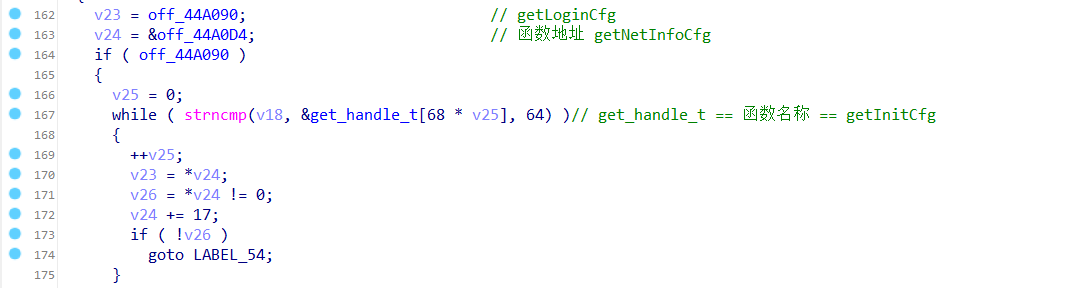 162 v23 = off_44A090; // getLoginCfg
163 v24 = &off_44A0D4; // 函数地址 getNetInfoCfg
164 if ( off_44A090 )
165 {
166 v25 = 0;
167 while ( strncmp(v18, &get_handle_t[68 * v25], 64) )// get_handle_t == 函数名称 == getInitCfg
168 {
169 ++v25;
170 v23 = *v24;
171 v26 = *v24 != 0;
172 v24 += 17;
173 if ( !v26 )
174 goto LABEL_54;
175 }